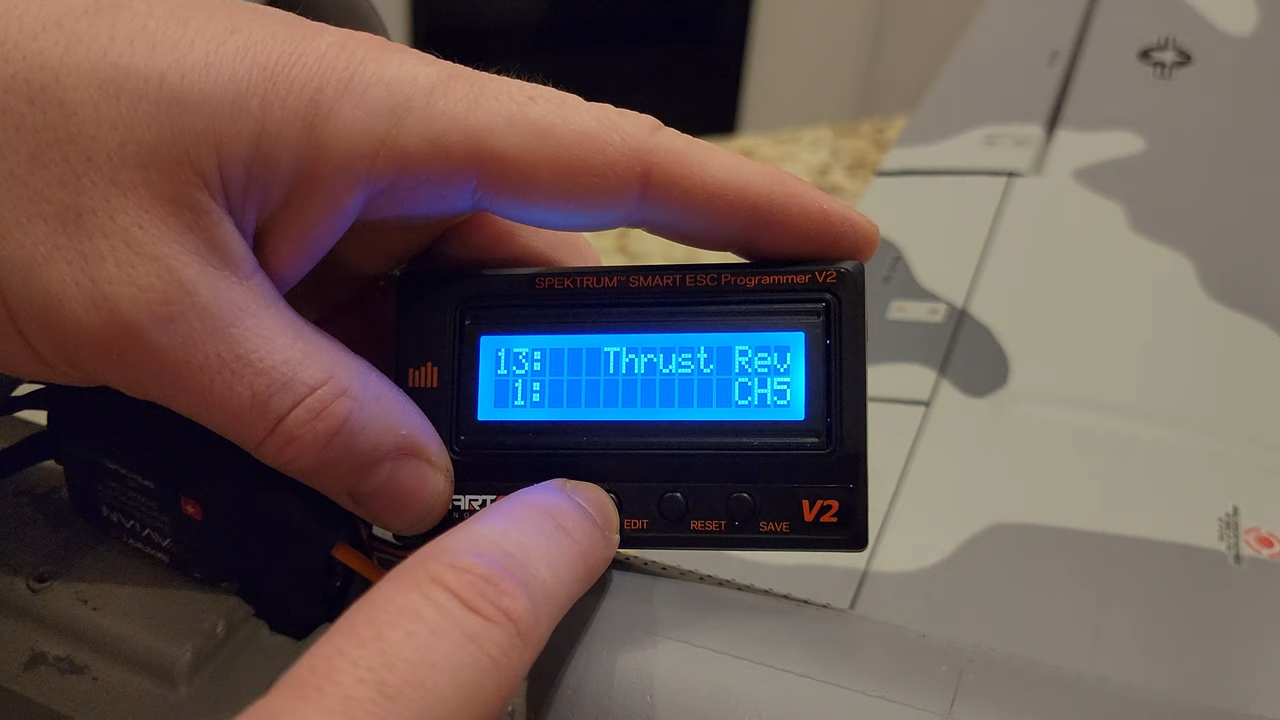 SPEKTRUM™ SMART ESC Programmer V2
13: Thrust Rev
1: CH5
EDIT
RESET
SAVE
V2